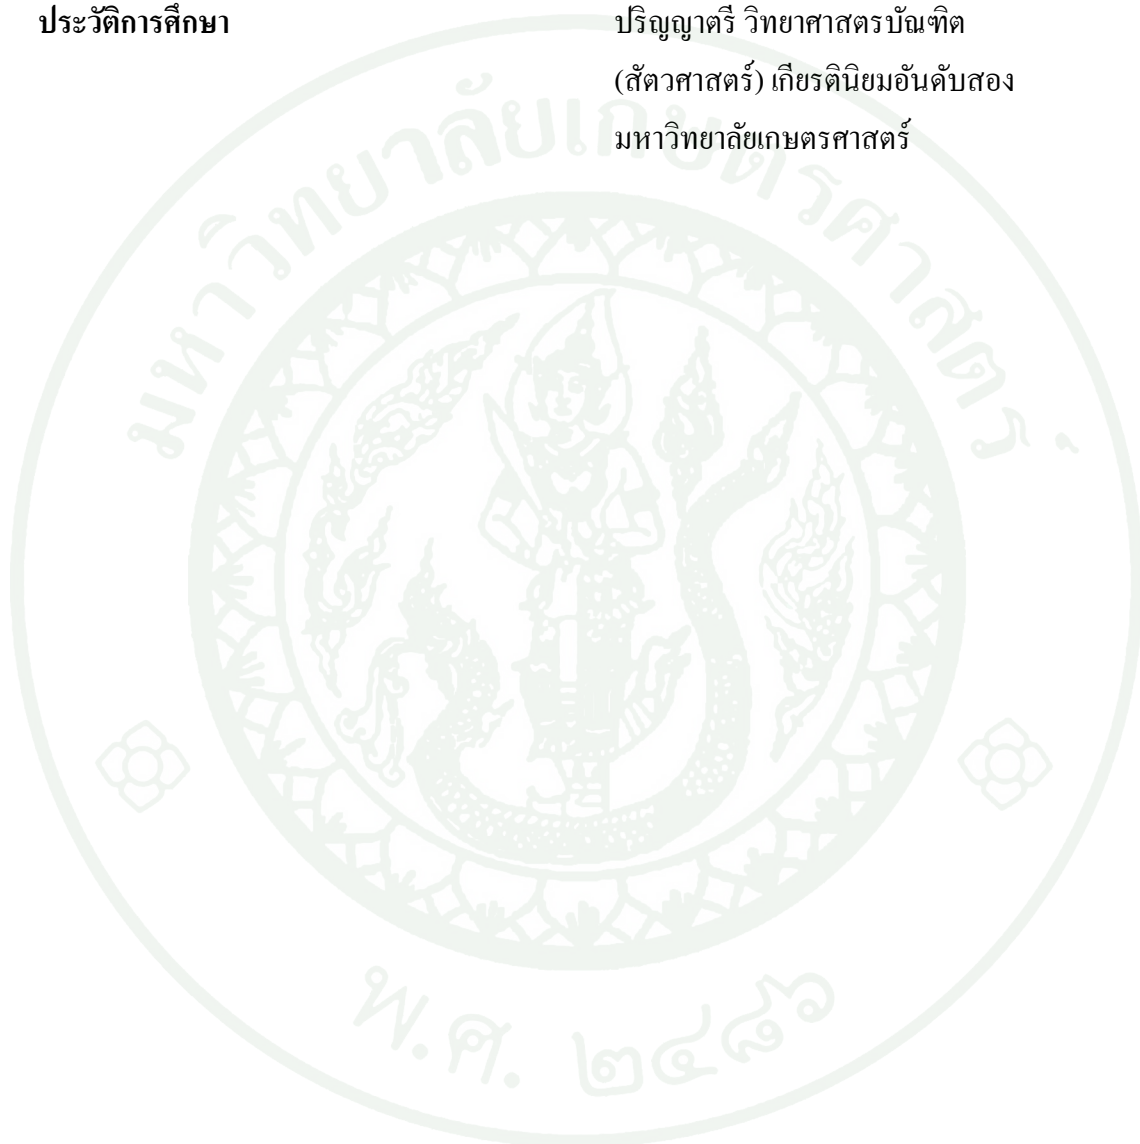 ประวัติการศึกษา ปริญญาตรี วิทยาศาสตรบัณฑิต
(สัตวศาสตร์) เกียรตินิยมอันดับสอง
มหาวิทยาลัยเกษตรศาสตร์
มหาวิทยาลัยเกษตรศาสตร์
พ.ศ. ๒๔๘๖